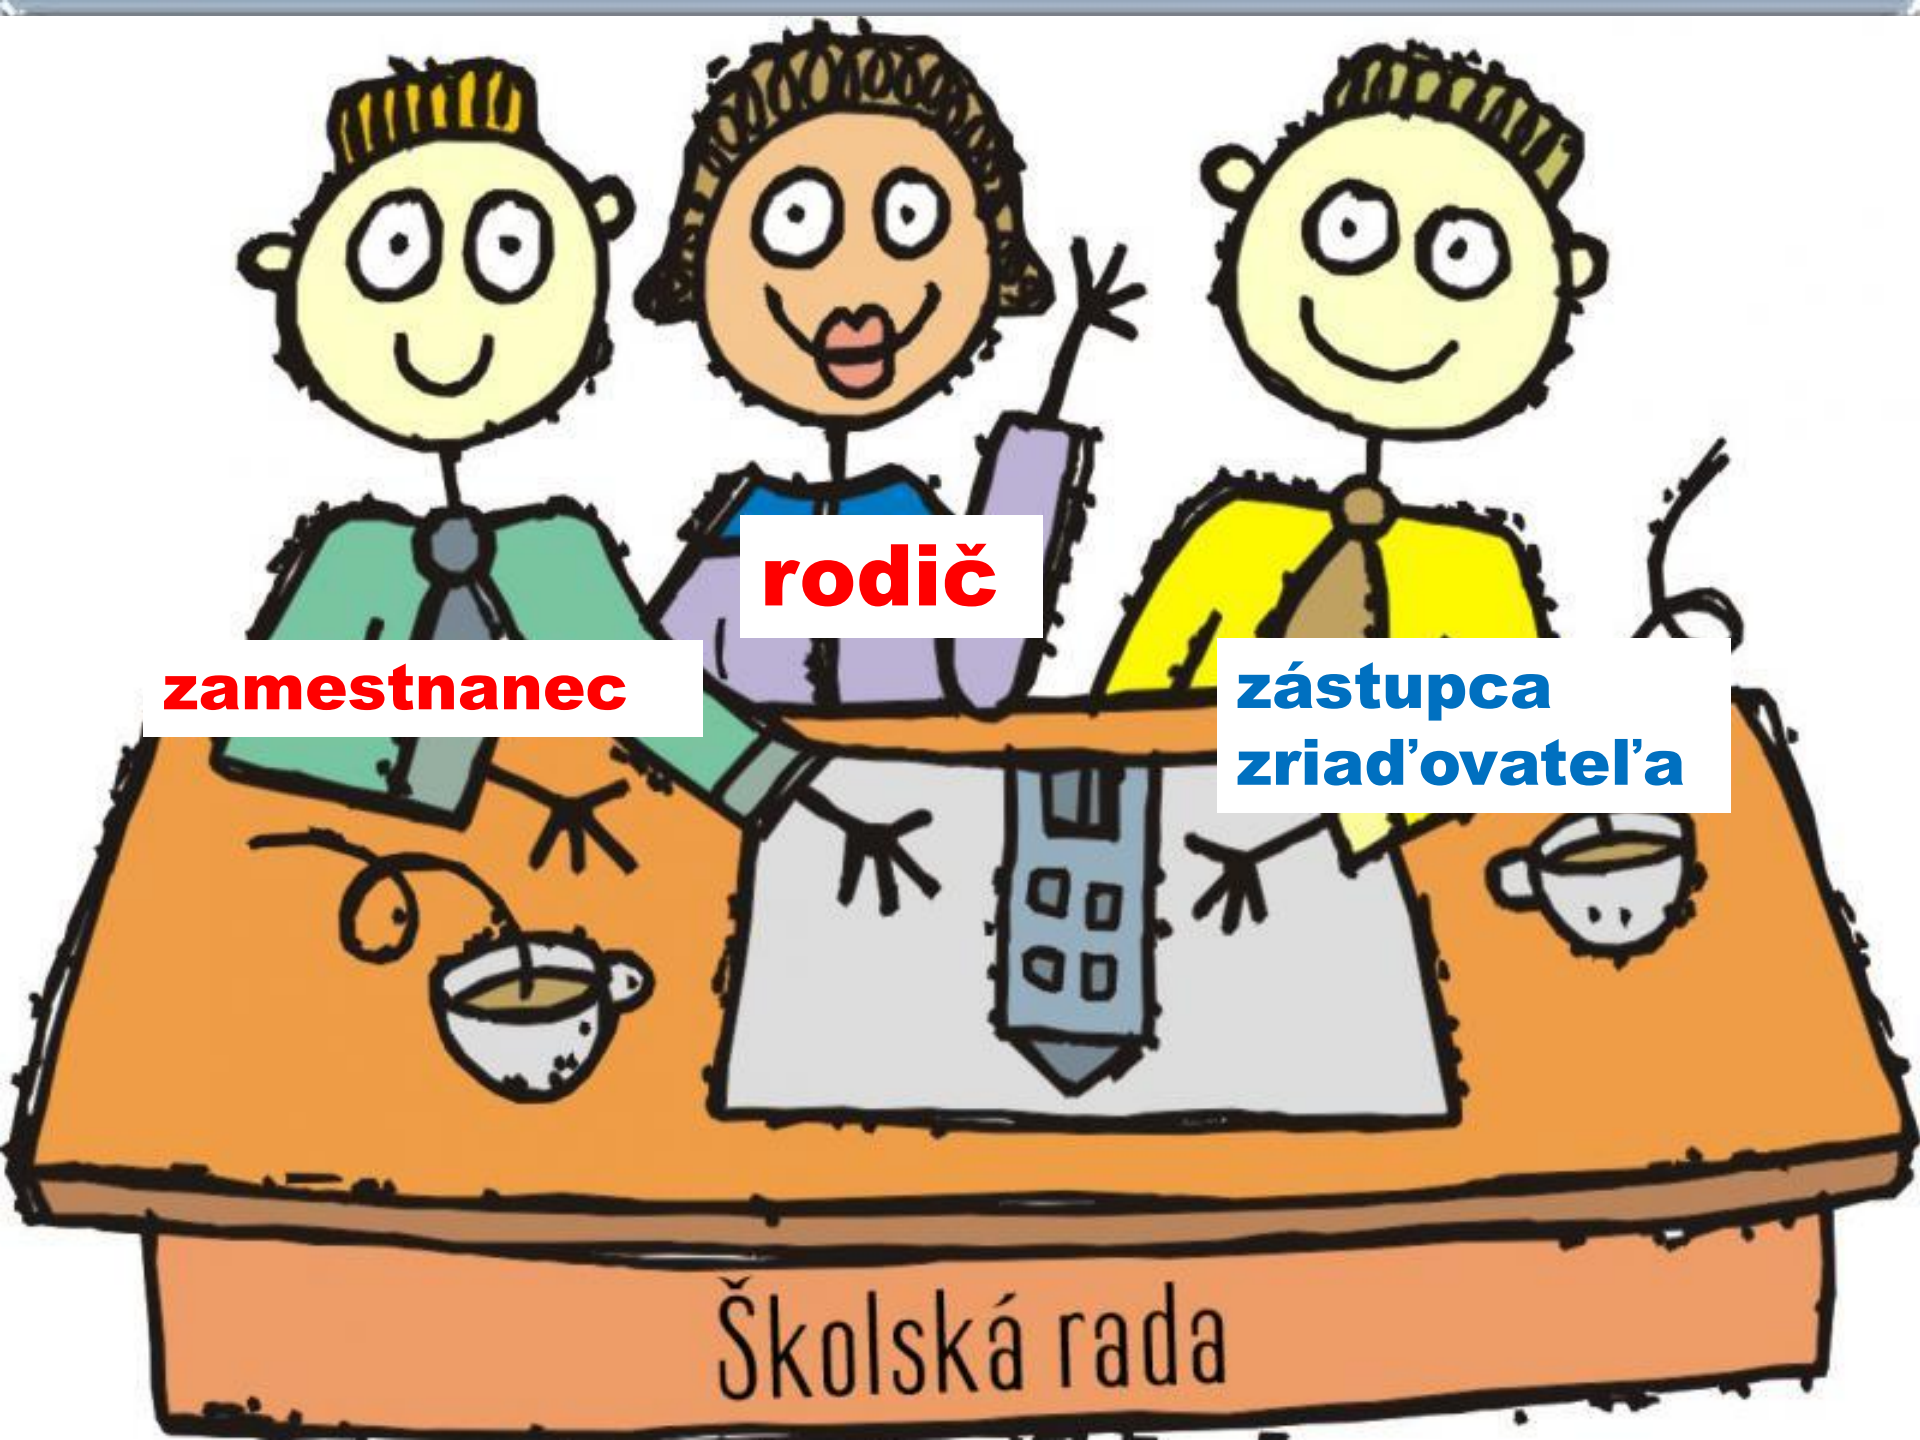 rodič
zamestnanec
zástupca
zriaďovateľa
Školská rada